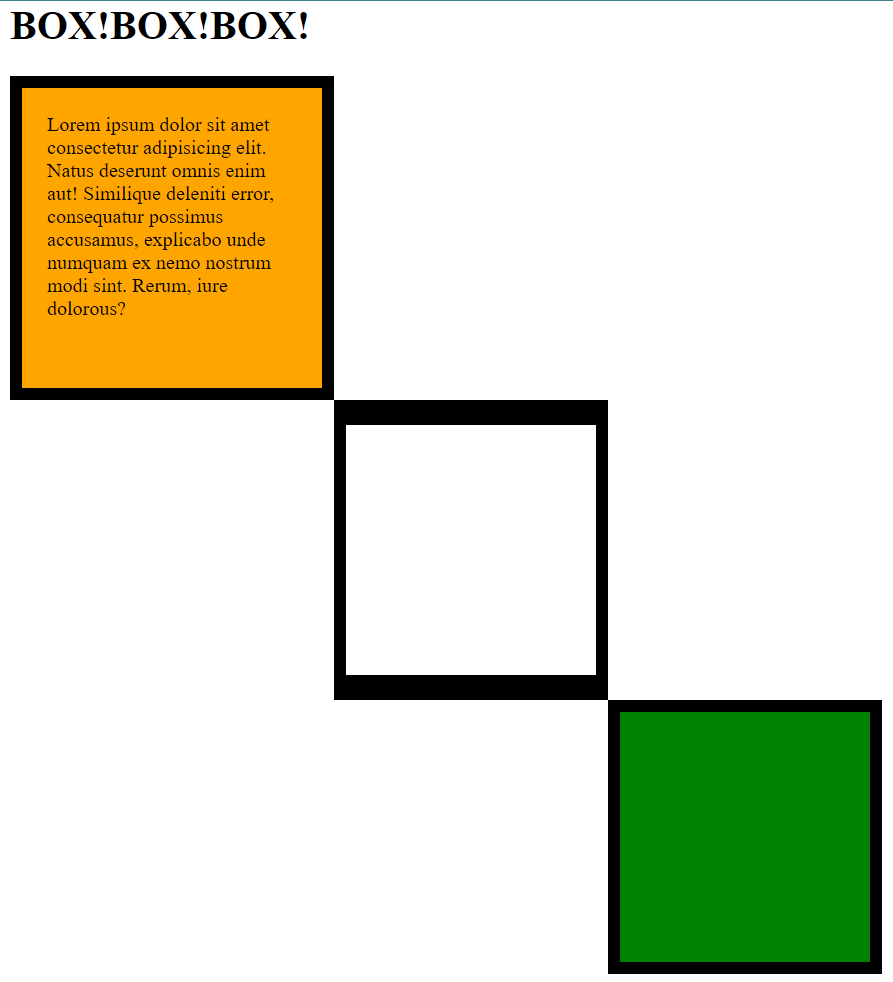 BOX!BOX!BOX!
Lorem ipsum dolor sit amet
consectetur adipisicing elit.
Natus deserunt omnis enim
aut! Similique deleniti error,
consequatur possimus
accusamus, explicabo unde
numquam ex nemo nostrum
modi sint. Rerum, iure
dolorous?